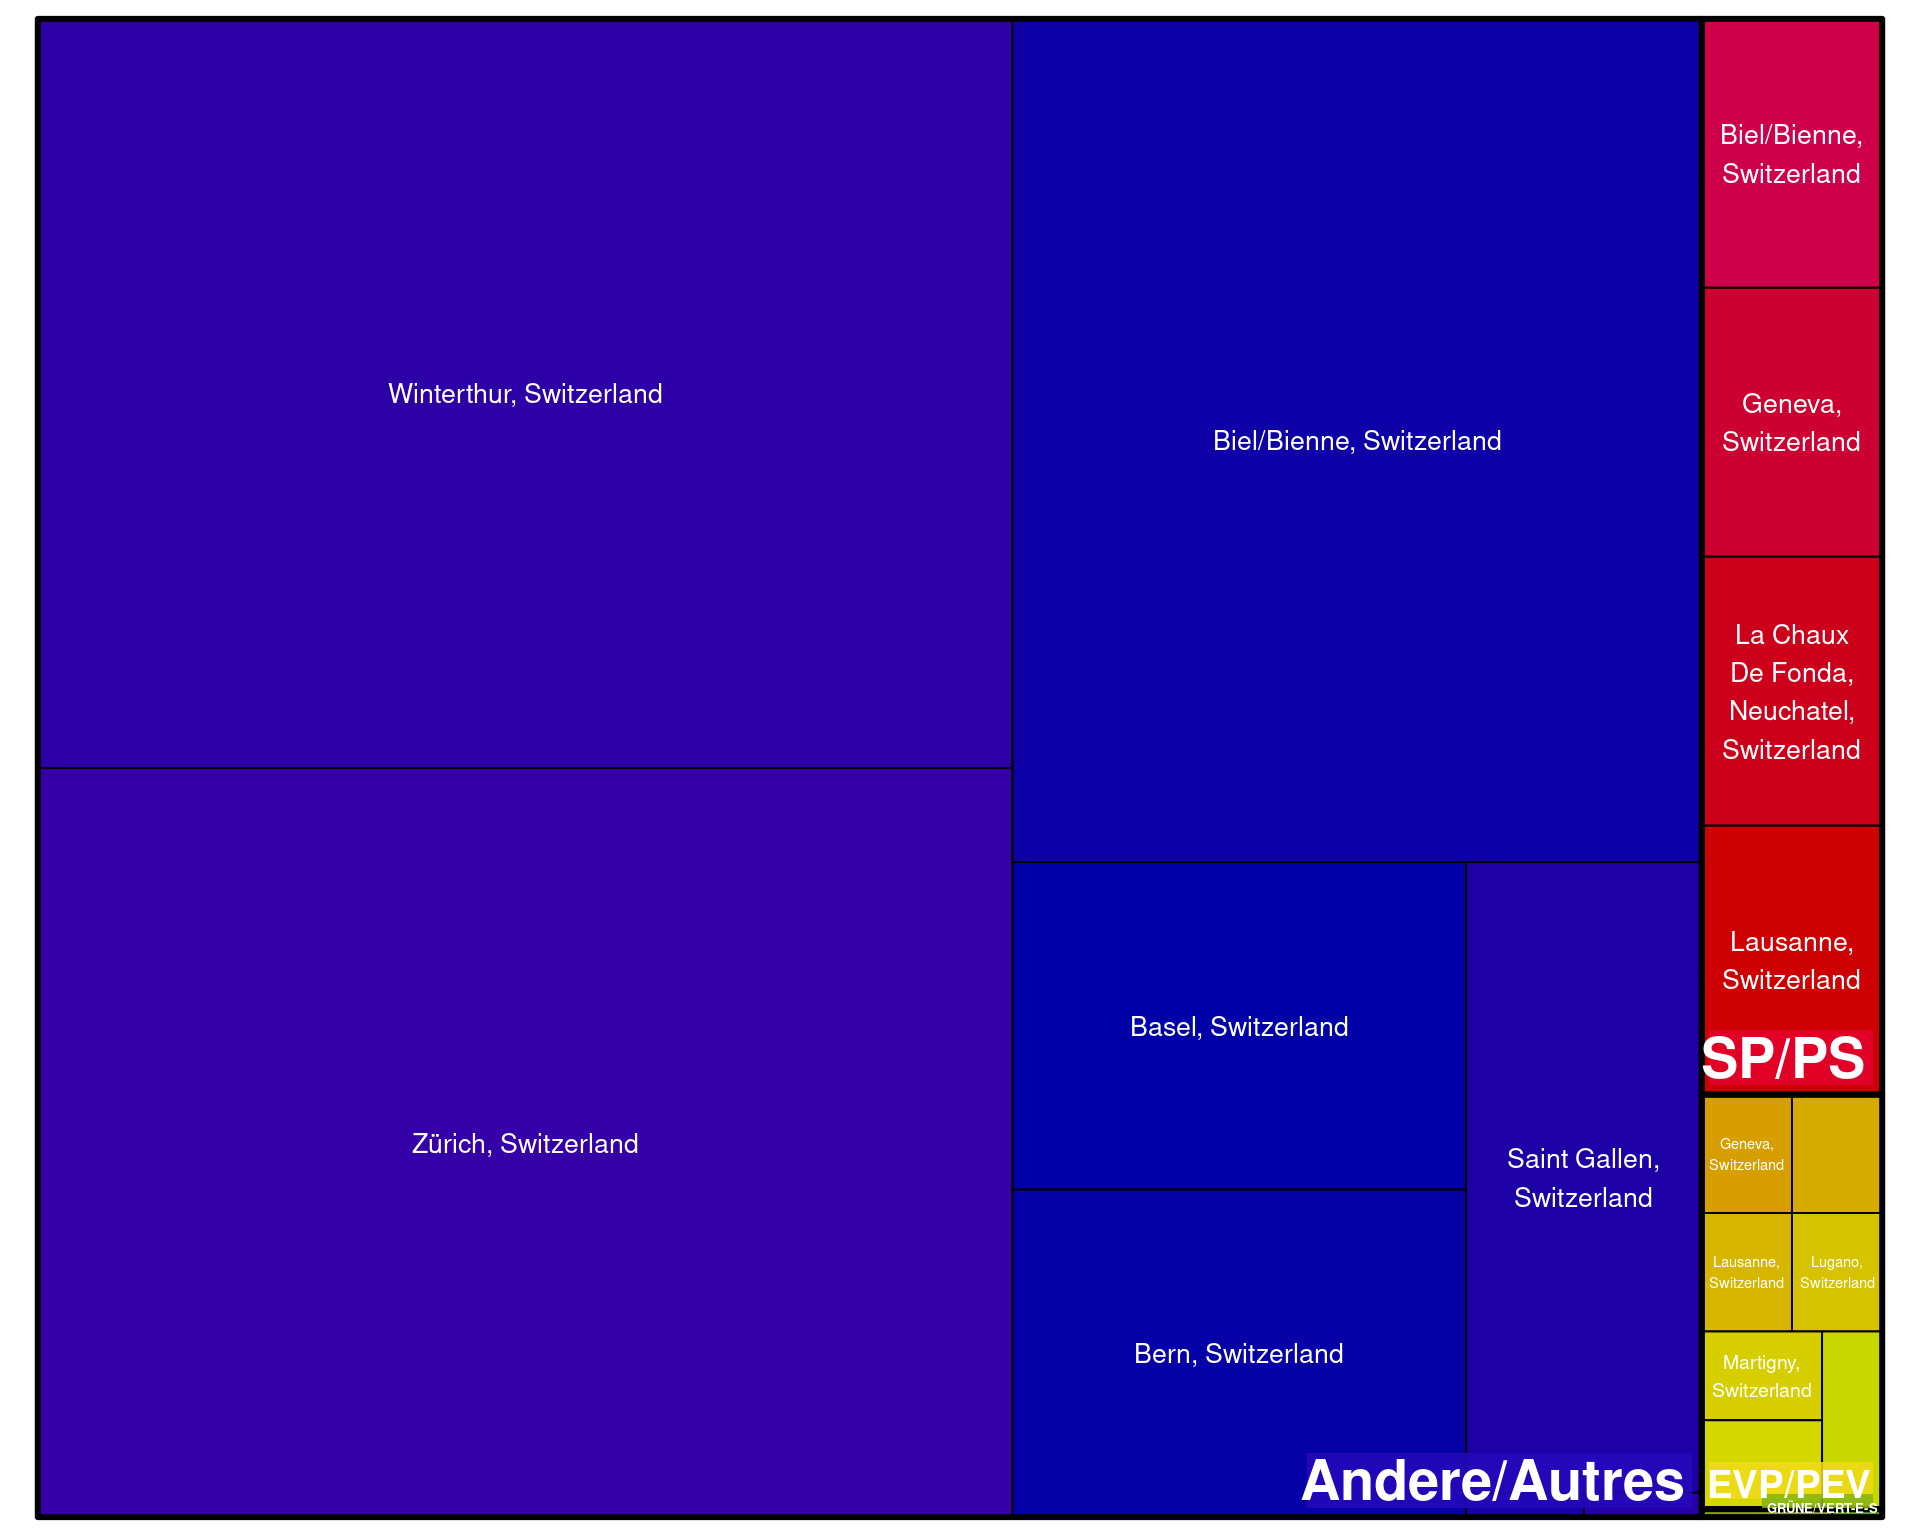 Winterthur, Switzerland
Zürich, Switzerland
Biel/Bienne, Switzerland
Basel, Switzerland
Bern, Switzerland
Saint Gallen,
Switzerland
Andere/Autres
Biel/Bienne,
Switzerland
Geneva,
Switzerland
La Chaux
De Fonda,
Neuchatel,
Switzerland
Lausanne,
Switzerland
SP/PS
Geneva,
Switzerland
Lausanne,
Switzerland
Lugano,
Switzerland
Martigny,
Switzerland
EVP/PEV
GRÜNE/VERT-E-S